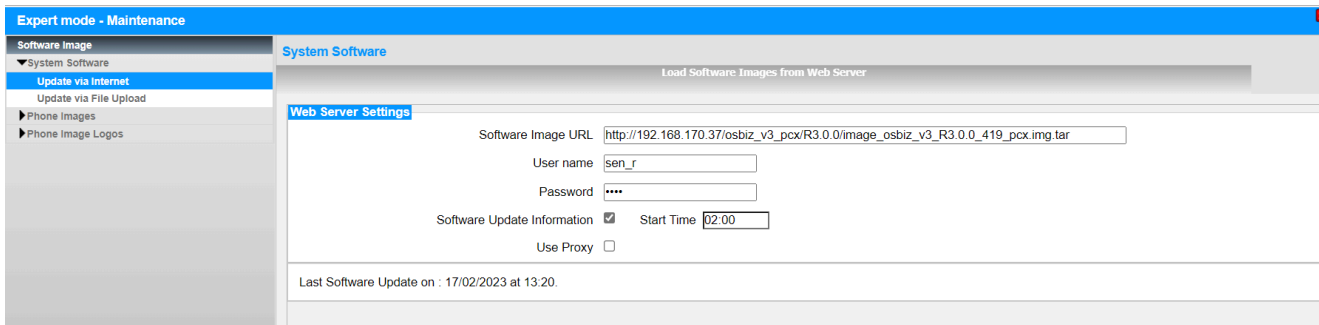 Expert mode - Maintenance
Software Image
System Software
Update via Internet
Update via File Upload
Phone Images
Phone Image Logos
System Software
Load Software Images from Web Server
Web Server Settings
Software Image URL http://192.168.170.37/osbiz_v3_pcx/R3.0.0/image_osbiz_v3_R3.0.0_419_pcx.img.tar
User name sen_r
Password ••••
Software Update Information Start Time 02:00
Use Proxy
Last Software Update on : 17/02/2023 at 13:20.